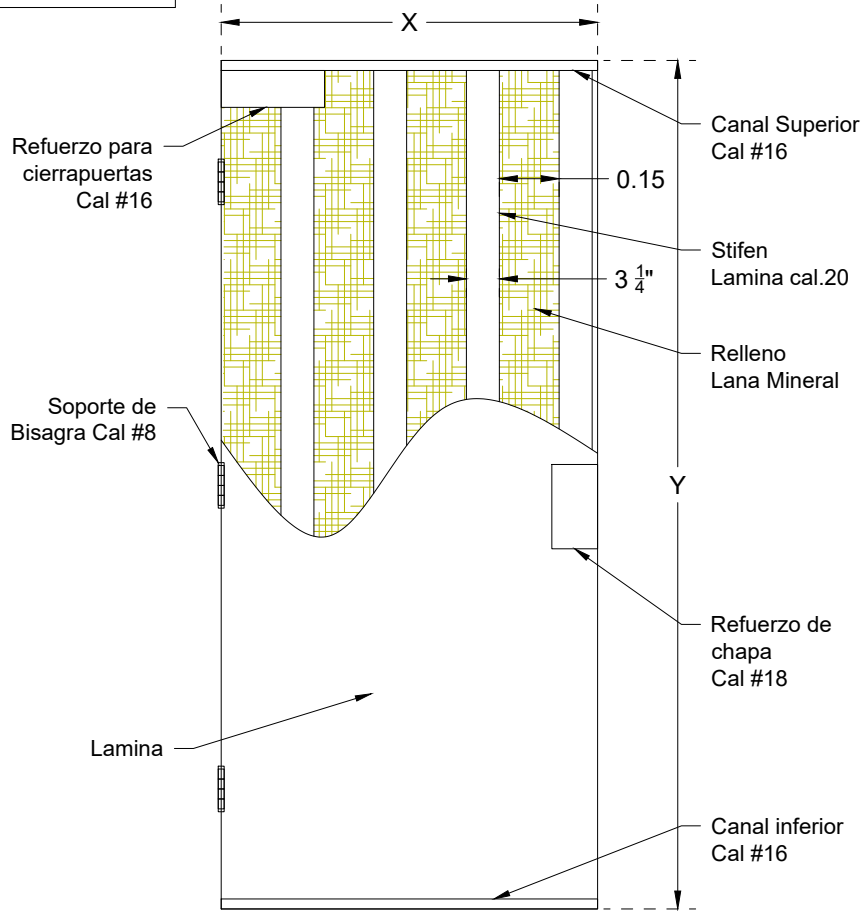 X
Refuerzo para
cierrapuertas
Cal #16
Canal Superior
Cal #16
0.15
Stifen
Lamina cal.20
3 1/4"
Relleno
Lana Mineral
Soporte de
Bisagra Cal #8
Y
Refuerzo de
chapa
Cal #18
Lamina
Canal inferior
Cal #16